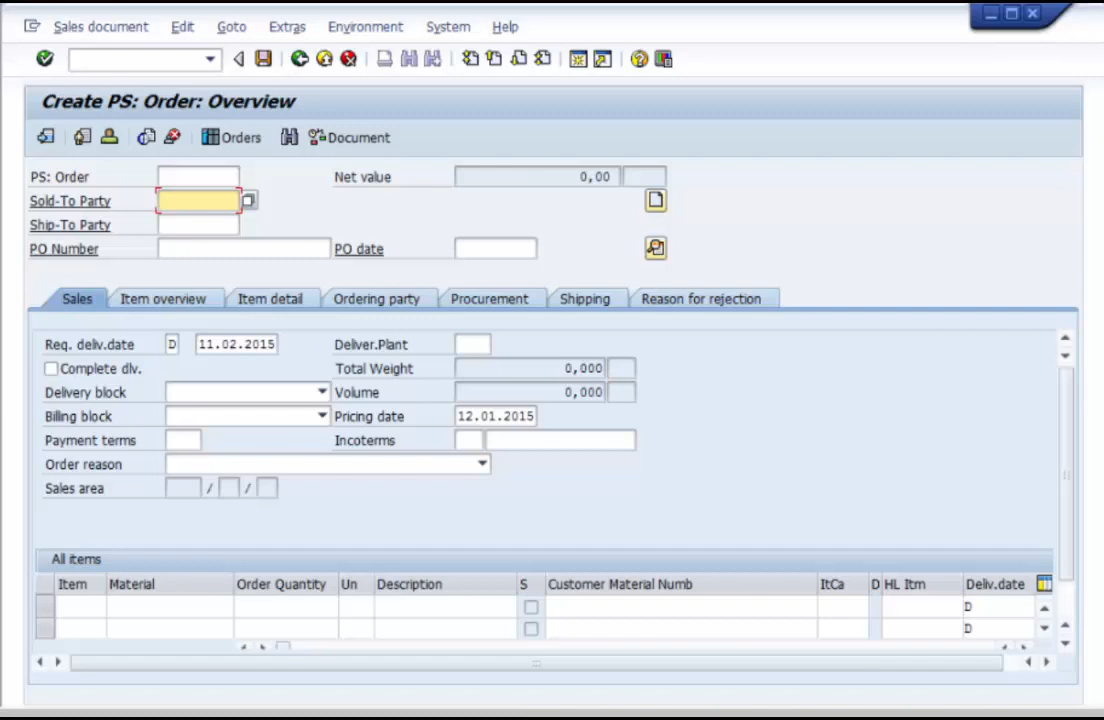 Sales document Edit Goto Extras Environment System Help
Create PS: Order: Overview
Orders Document
PS: Order Net value 0,00
Sold-To Party
Ship-To Party
PO Number PO date
Sales Item overview Item detail Ordering party Procurement Shipping Reason for rejection
Req. deliv.date D 11.02.2015 Deliver.Plant
Complete dlv. Total Weight 0,000
Delivery block Volume 0,000
Billing block Pricing date 12.01.2015
Payment terms Incoterms
Order reason
Sales area / /
All items
Item Material Order Quantity Un Description S Customer Material Numb ItCa D HL Itm Deliv.date
D
D